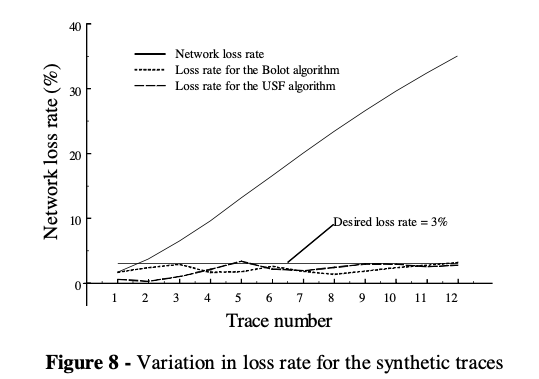 40
30
20
10
0
Network loss rate (%)
Network loss rate
Loss rate for the Bolot algorithm
Loss rate for the USF algorithm
Desired loss rate = 3%
1 2 3 4 5 6 7 8 9 10 11 12
Trace number
Figure 8 - Variation in loss rate for the synthetic traces